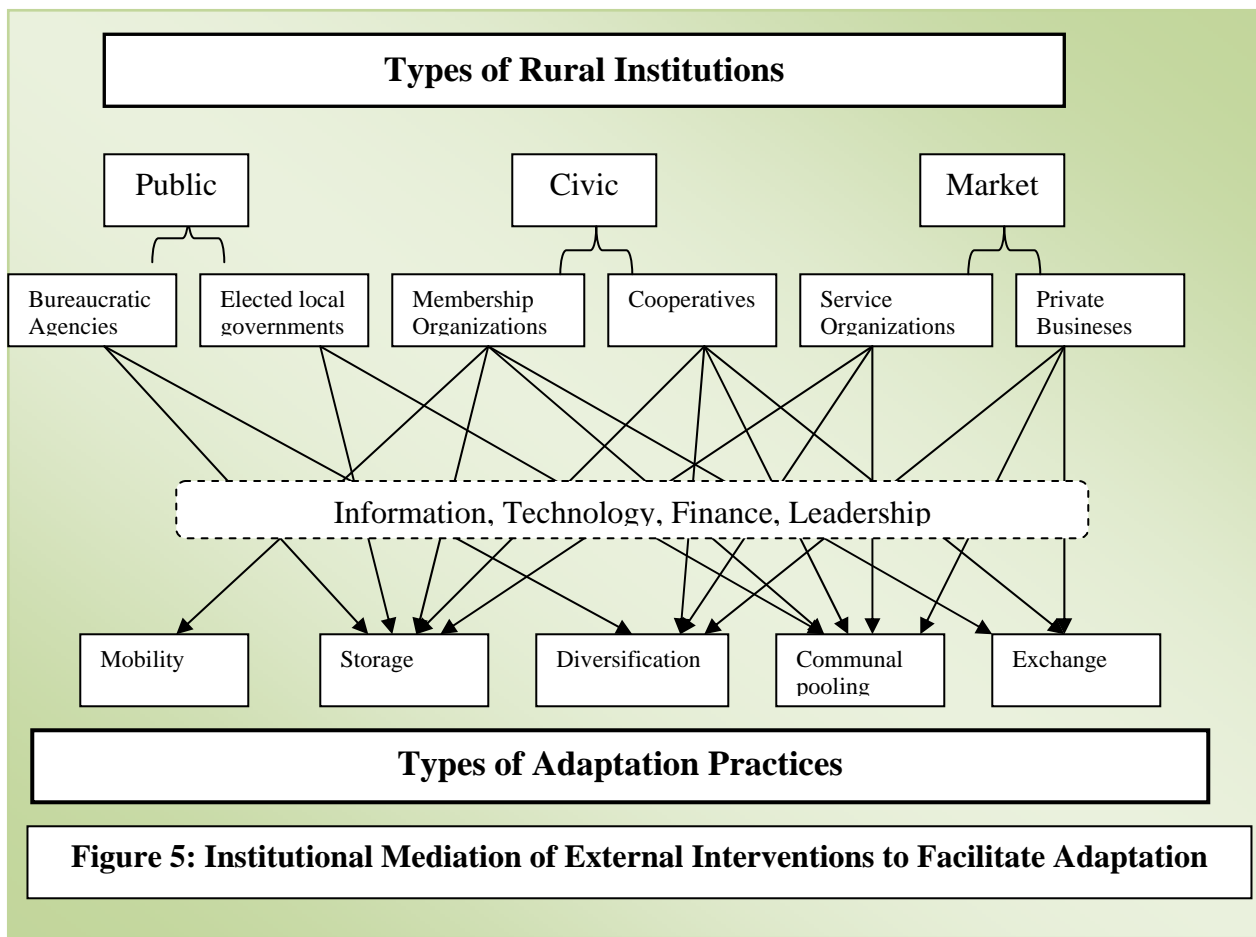 Types of Rural Institutions
Public
Civic
Market
Bureaucratic
Agencies
Elected local
governments
Membership
Organizations
Cooperatives
Service
Organizations
Private
Busineses
Information, Technology, Finance, Leadership
Mobility
Storage
Diversification
Communal
pooling
Exchange
Types of Adaptation Practices
Figure 5: Institutional Mediation of External Interventions to Facilitate Adaptation